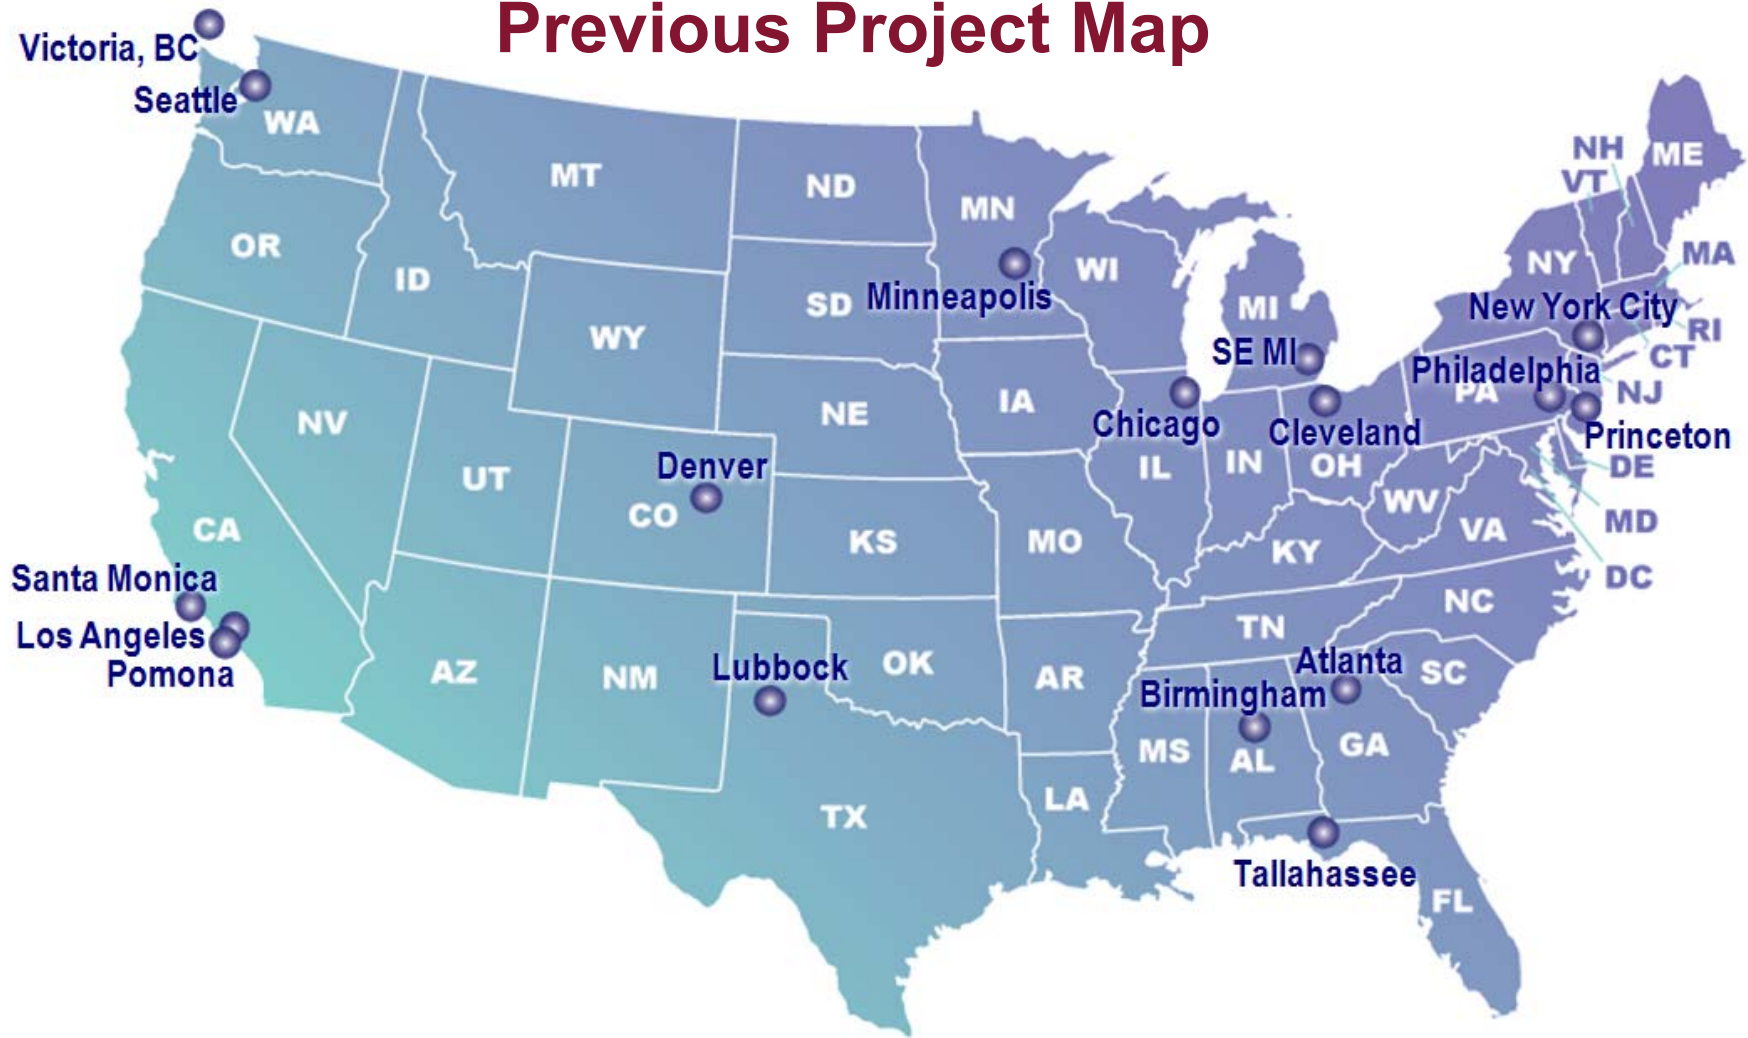 Previous Project Map
Victoria, BC
Seattle
WA
MT
ND
MN
NH
VT
ME
OR
ID
SD
Minneapolis
WI
MI
NY
MA
New York City
RI
CT
WY
SE MI
Philadelphia
PA
NJ
NV
NE
IA
Chicago
Cleveland
Princeton
Denver
UT
CO
IL
IN
OH
DE
WV
MD
CA
KS
MO
KY
VA
DC
Santa Monica
Los Angeles
Pomona
AZ
NM
Lubbock
OK
AR
TN
NC
Atlanta
SC
Birmingham
MS
AL
GA
TX
LA
Tallahassee
FL